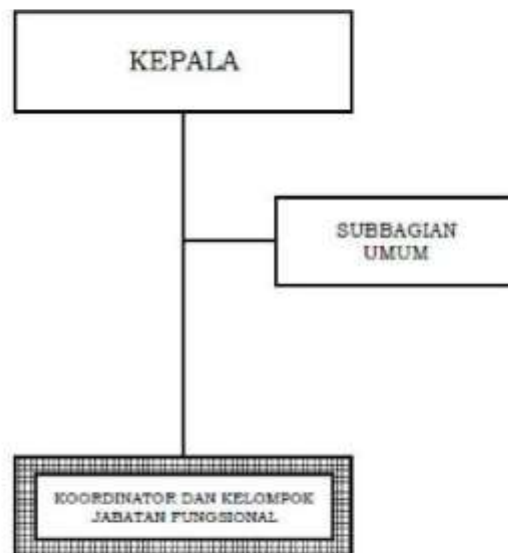 KEPALA
SUBBAGIAN
UMUM
KOORDINATOR DAN KELOMPOK
JABATAN FUNGSIONAL